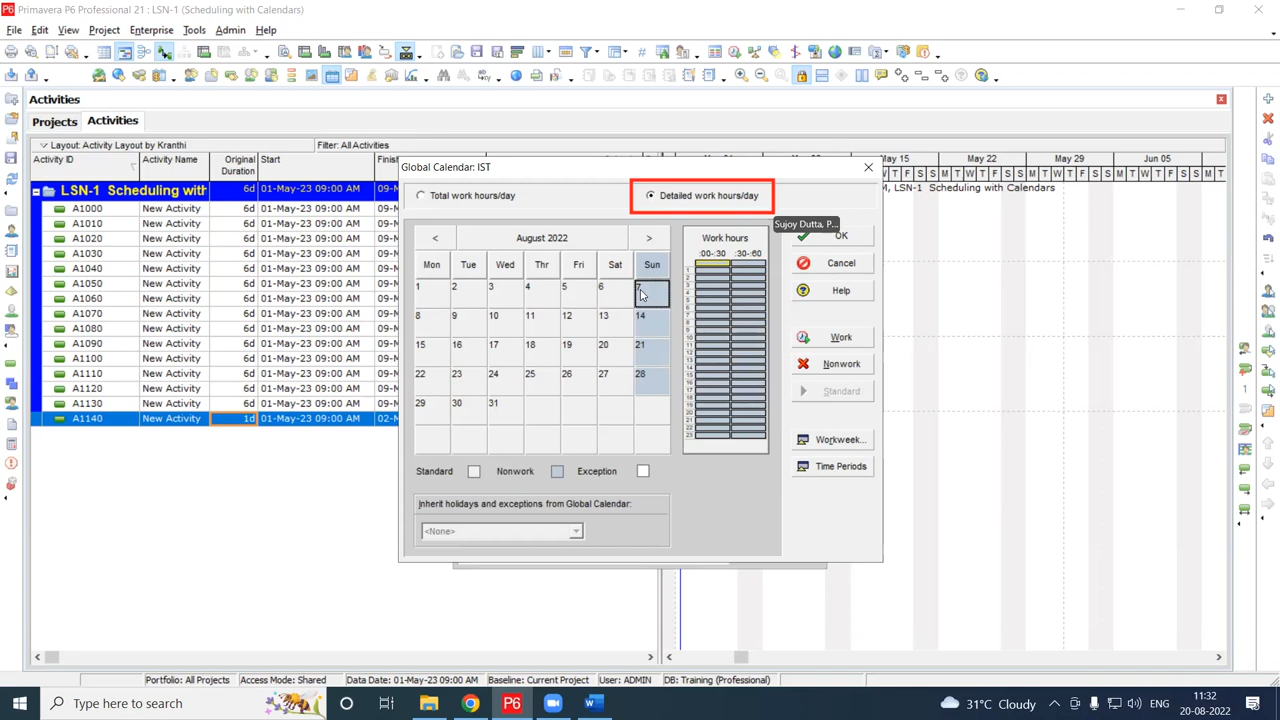 P6 Primavera P6 Professional 21 : LSN-1 (Scheduling with Calendars)
File Edit View Project Enterprise Tools Admin Help
Activities
Projects Activities
Layout: Activity Layout by Kranthi Filter: All Activities
Activity ID Activity Name Original Duration Start Finis
May 15 May 22 May 29 Jun 05
LSN-1 Scheduling with 6d 01-May-23 09:00 AM 09-M
M, LSN-1 Scheduling with Calendars
A1000 New Activity 6d 01-May-23 09:00 AM 09-M
A1010 New Activity 6d 01-May-23 09:00 AM 09-M
A1020 New Activity 6d 01-May-23 09:00 AM 09-M
A1030 New Activity 6d 01-May-23 09:00 AM 09-M
A1040 New Activity 6d 01-May-23 09:00 AM 09-M
A1050 New Activity 6d 01-May-23 09:00 AM 09-M
A1060 New Activity 6d 01-May-23 09:00 AM 09-M
A1070 New Activity 6d 01-May-23 09:00 AM 09-M
A1080 New Activity 6d 01-May-23 09:00 AM 09-M
A1090 New Activity 6d 01-May-23 09:00 AM 09-M
A1100 New Activity 6d 01-May-23 09:00 AM 09-M
A1110 New Activity 6d 01-May-23 09:00 AM 09-M
A1120 New Activity 6d 01-May-23 09:00 AM 09-M
A1130 New Activity 6d 01-May-23 09:00 AM 09-M
A1140 New Activity 1d 01-May-23 09:00 AM 02-M
Global Calendar: IST
Total work hours/day Detailed work hours/day
Sujoy Dutta, P...
< August 2022 >
Mon Tue Wed Thr Fri Sat Sun
1 2 3 4 5 6 7
8 9 10 11 12 13 14
15 16 17 18 19 20 21
22 23 24 25 26 27 28
29 30 31
Standard Nonwork Exception
Inherit holidays and exceptions from Global Calendar:
<None>
Work hours
:00-:30 :30-:60
OK
Cancel
Help
Work
Nonwork
Standard
Workweek...
Time Periods
Portfolio: All Projects Access Mode: Shared Data Date: 01-May-23 09:00 AM Baseline: Current Project User: ADMIN DB: Training (Professional)
Type here to search
P6
31°C Cloudy
ENG
11:32
20-08-2022